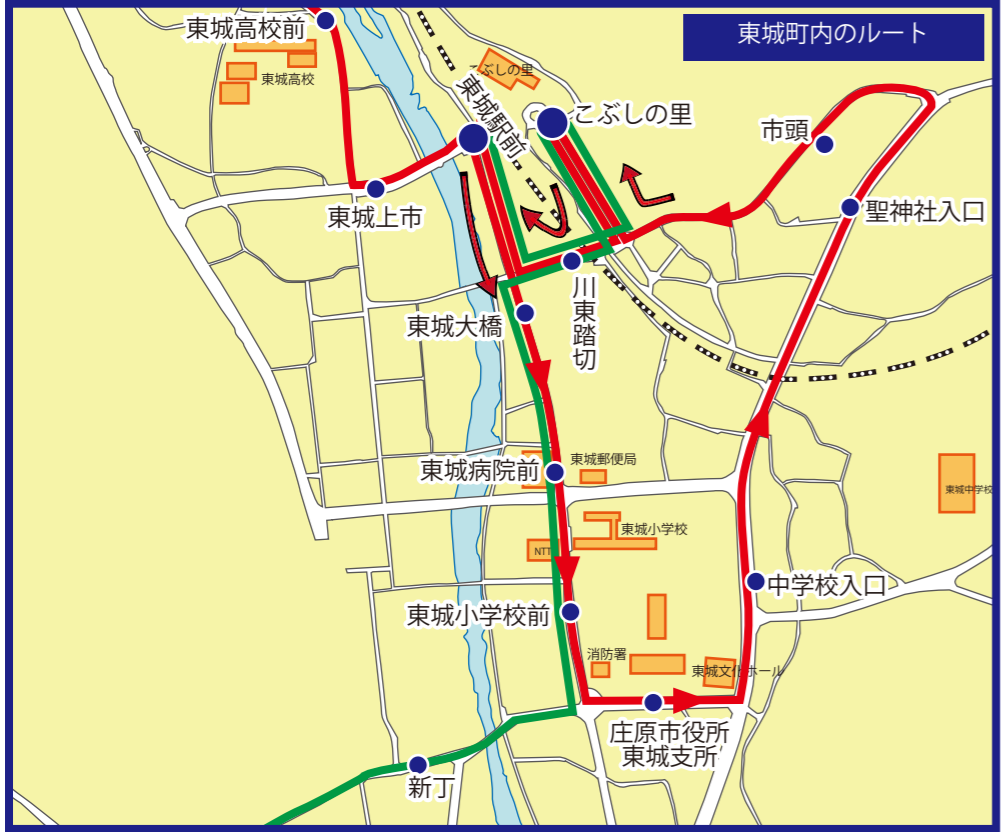 東城町内のルート
東城高校前
東城高校
こぶしの里
東城駅前
こぶしの里
市頭
東城上市
聖神社入口
川東踏切
東城大橋
東城病院前
東城郵便局
東城中学校
東城小学校
NTT
中学校入口
東城小学校前
消防署
東城文化ホール
庄原市役所
東城支所
新丁